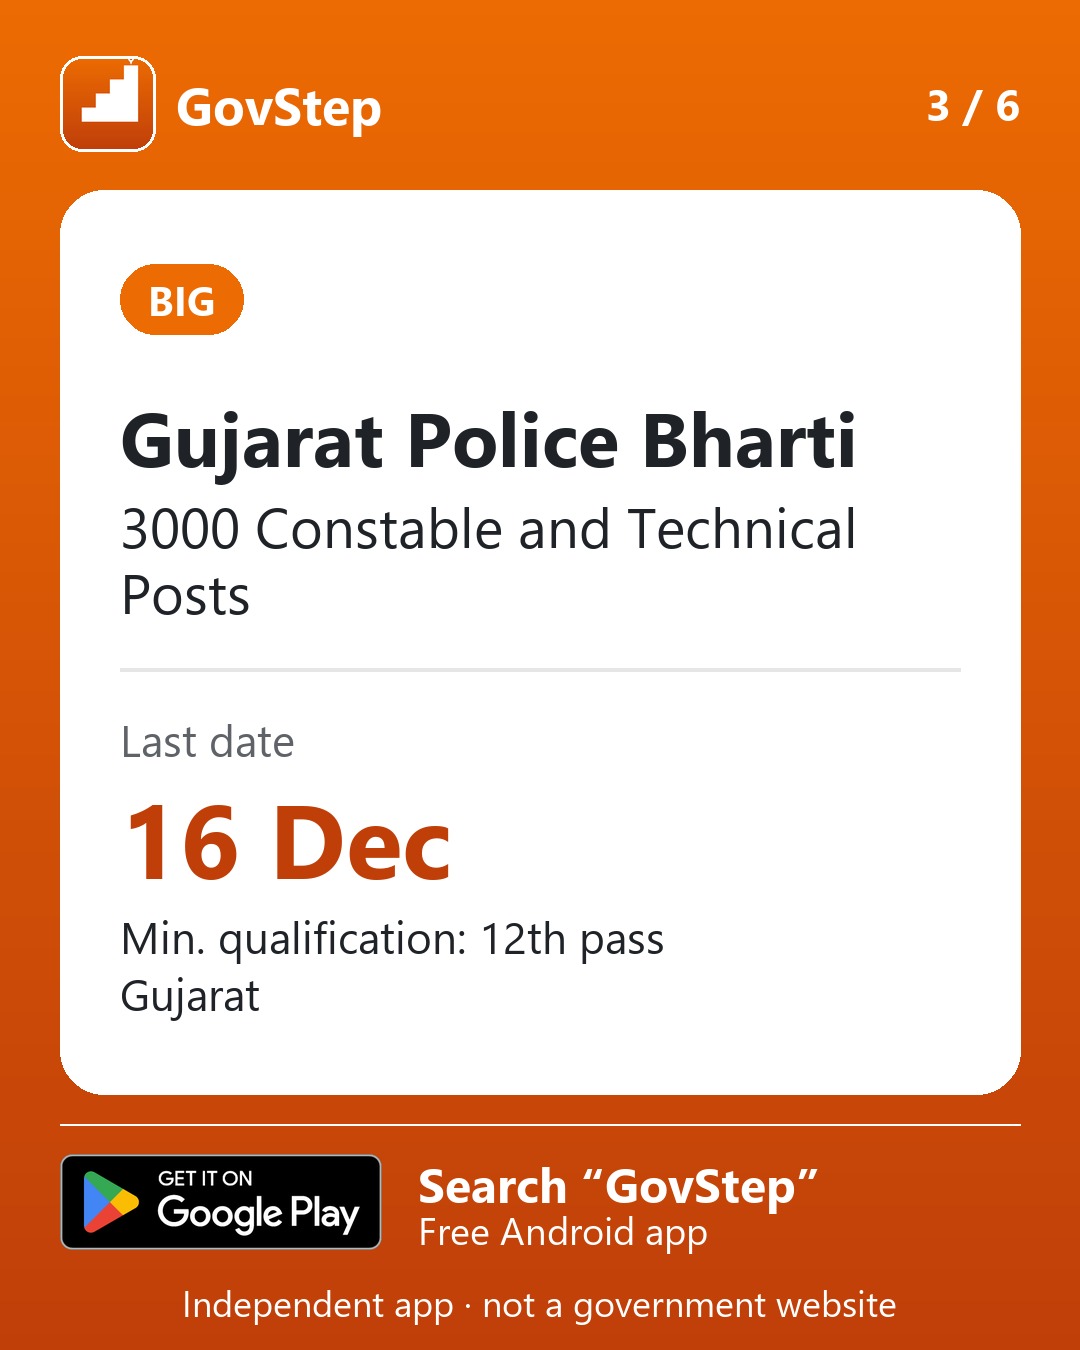 GovStep
3 / 6
BIG
Gujarat Police Bharti
3000 Constable and Technical
Posts
Last date
16 Dec
Min. qualification: 12th pass
Gujarat
GET IT ON
Google Play
Search “GovStep”
Free Android app
Independent app · not a government website